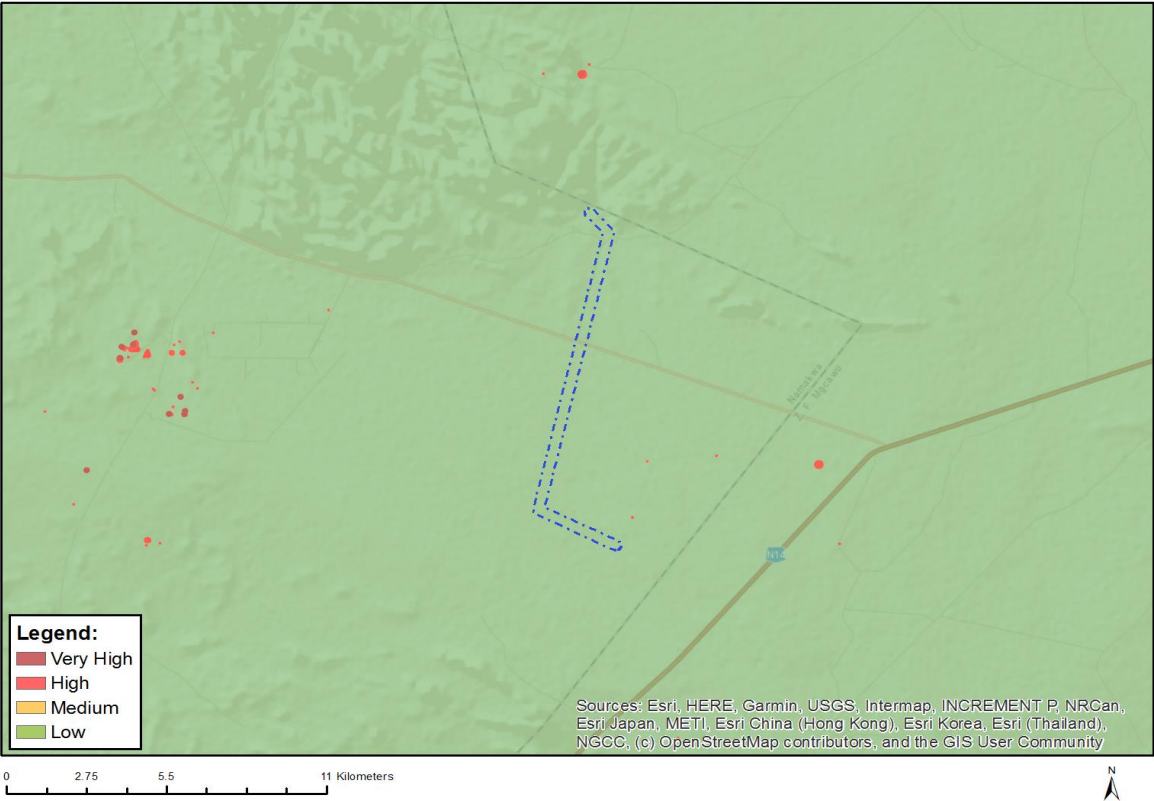 Namakwa
Z. F. Mgcawu
N14
Legend:
Very High
High
Medium
Low
Sources: Esri, HERE, Garmin, USGS, Intermap, INCREMENT P, NRCan,
Esri Japan, METI, Esri China (Hong Kong), Esri Korea, Esri (Thailand),
NGCC, (c) OpenStreetMap contributors, and the GIS User Community
0 2.75 5.5 11 Kilometers
N